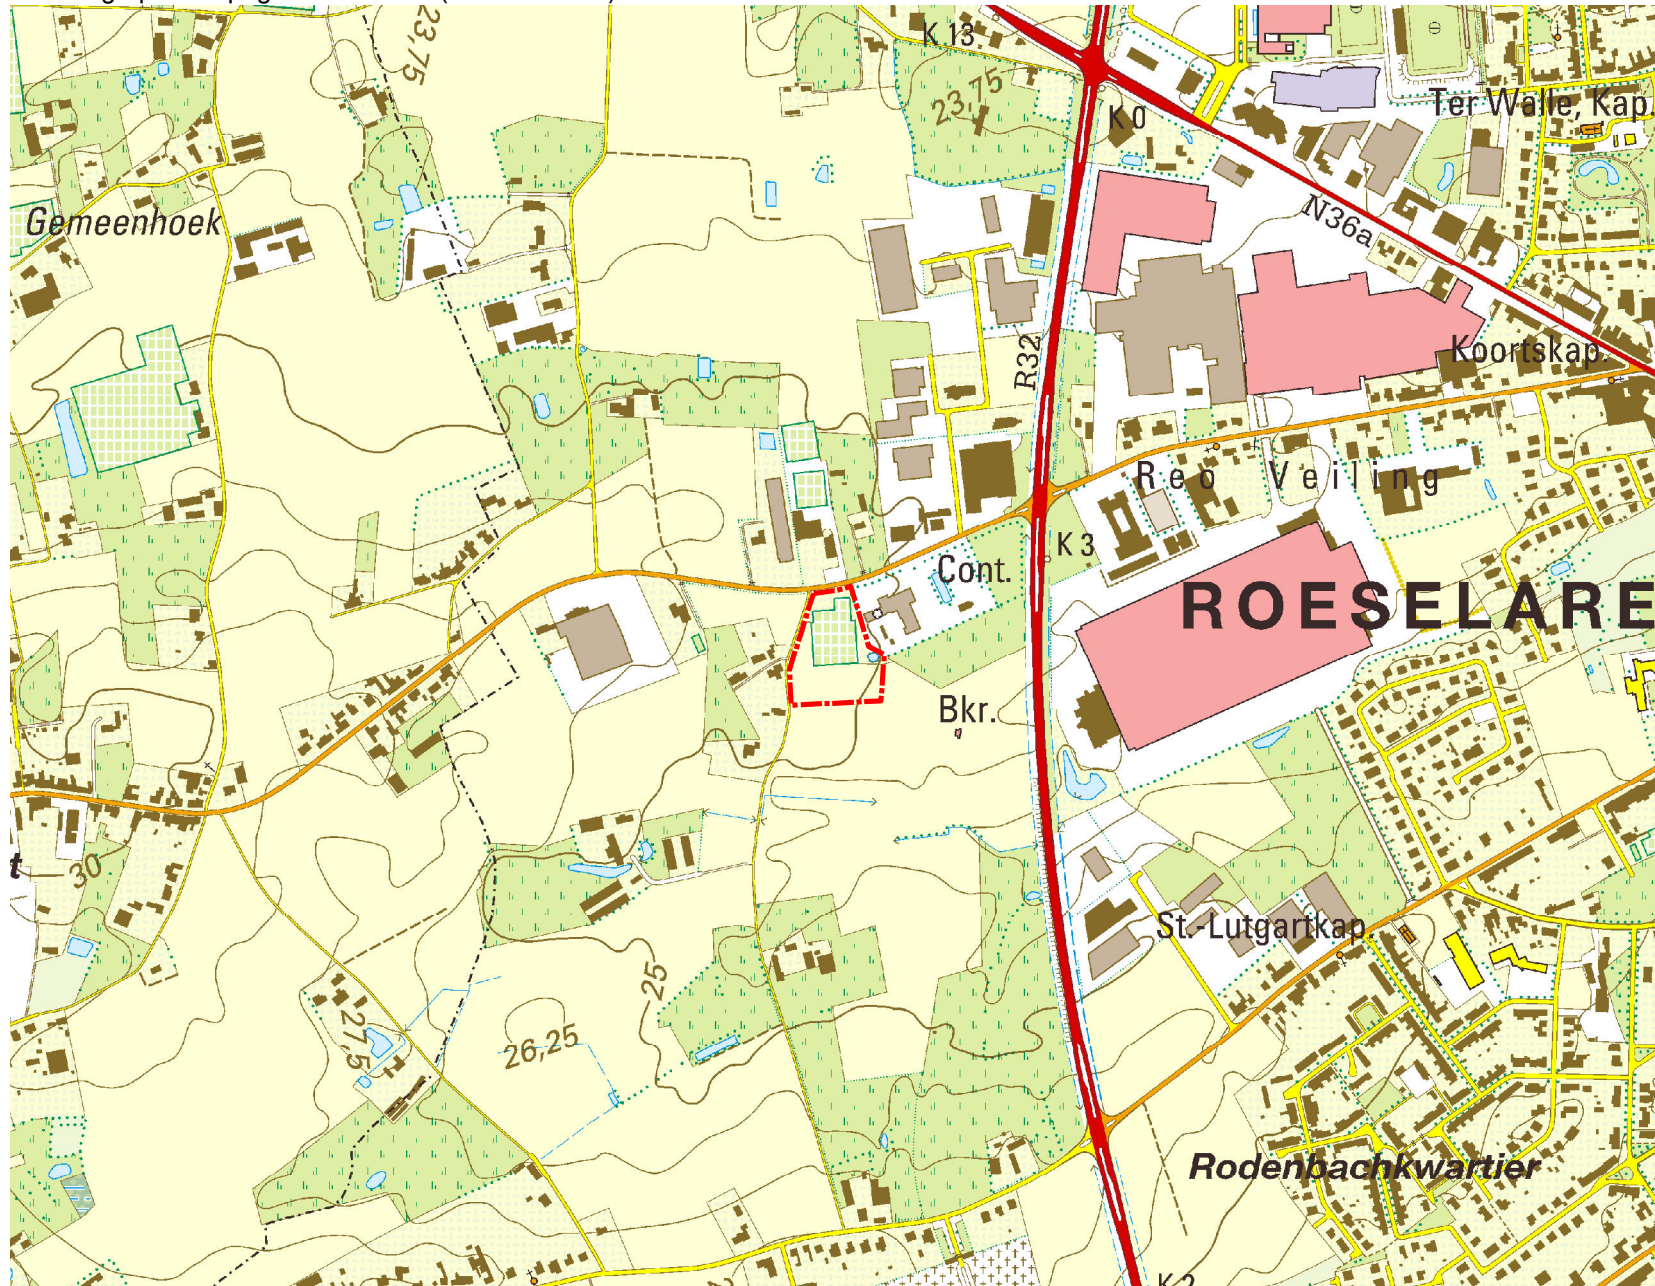 23,75
K 13
23,75
K 0
Ter Walle, Kap.
Gemeenhoek
N36a
R32
Koortskap.
Reo Veiling
K 3
Cont.
ROESELARE
Bkr.
t
30
St.-Lutgartkap.
25
27,5
26,25
Rodenbachkwartier
K 2